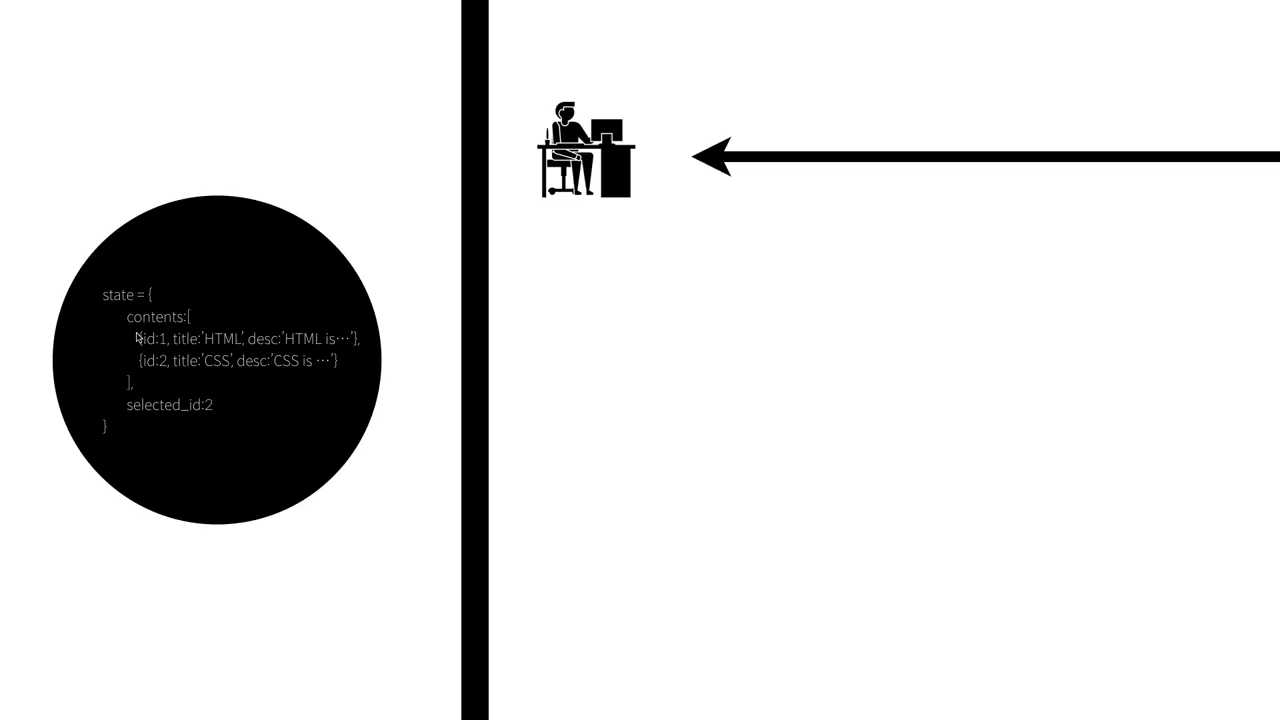 state = {
contents:[
{id:1, title:'HTML', desc:'HTML is…'},
{id:2, title:'CSS', desc:'CSS is …'}
],
selected_id:2
}